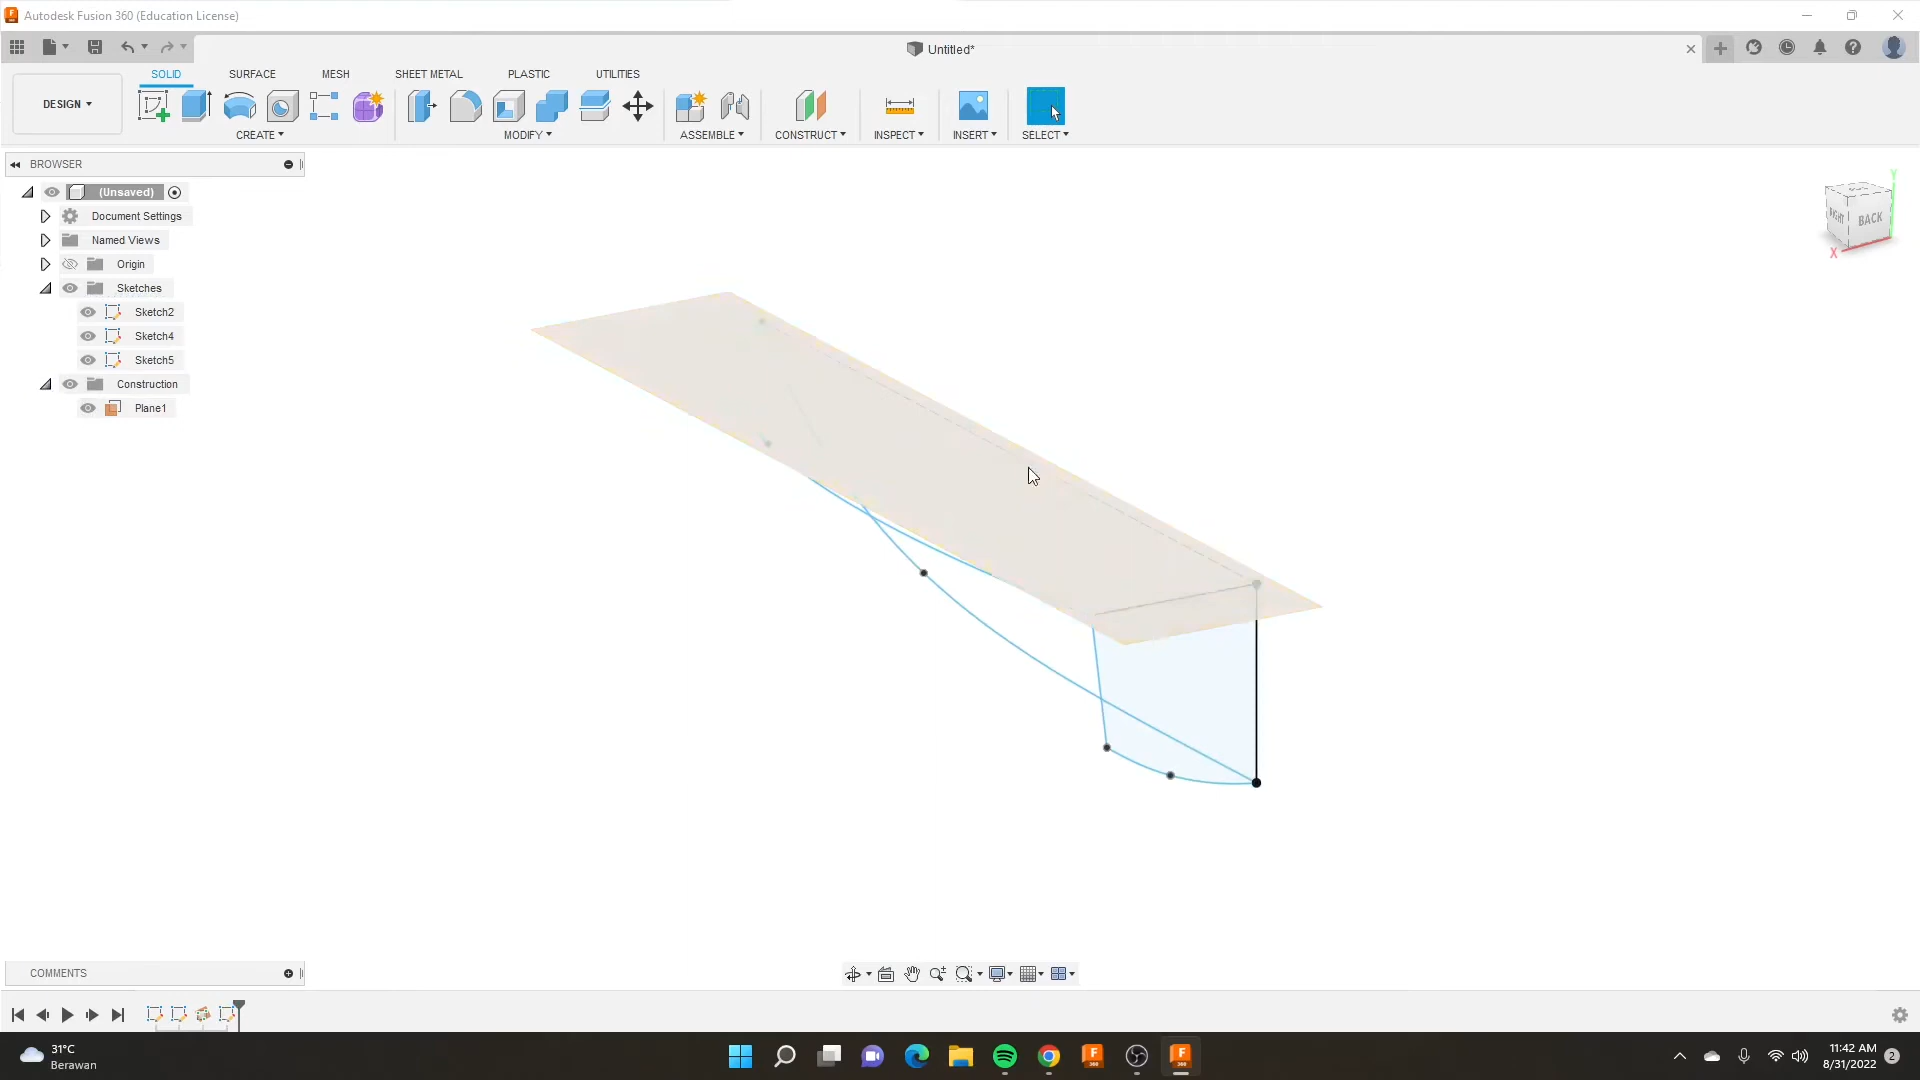 Autodesk Fusion 360 (Education License)
Untitled*
SOLID SURFACE MESH SHEET METAL PLASTIC UTILITIES
DESIGN
CREATE MODIFY ASSEMBLE CONSTRUCT INSPECT INSERT SELECT
BROWSER
(Unsaved)
Document Settings
Named Views
Origin
Sketches
Sketch2
Sketch4
Sketch5
Construction
Plane1
Y
RIGHT BACK
X
COMMENTS
31°C
Berawan
11:42 AM
8/31/2022
2